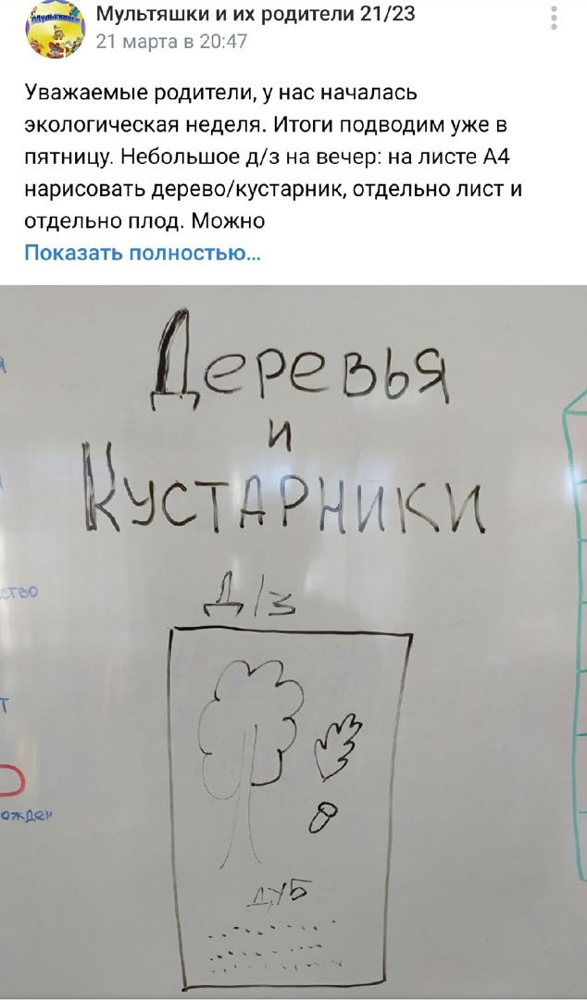 Мультяшки и их родители 21/23
21 марта в 20:47
Уважаемые родители, у нас началась
экологическая неделя. Итоги подводим уже в
пятницу. Небольшое д/з на вечер: на листе А4
нарисовать дерево/кустарник, отдельно лист и
отдельно плод. Можно
Показать полностью...
Деревья
и
Кустарники
Д/з
ство
т
ожден
дуб